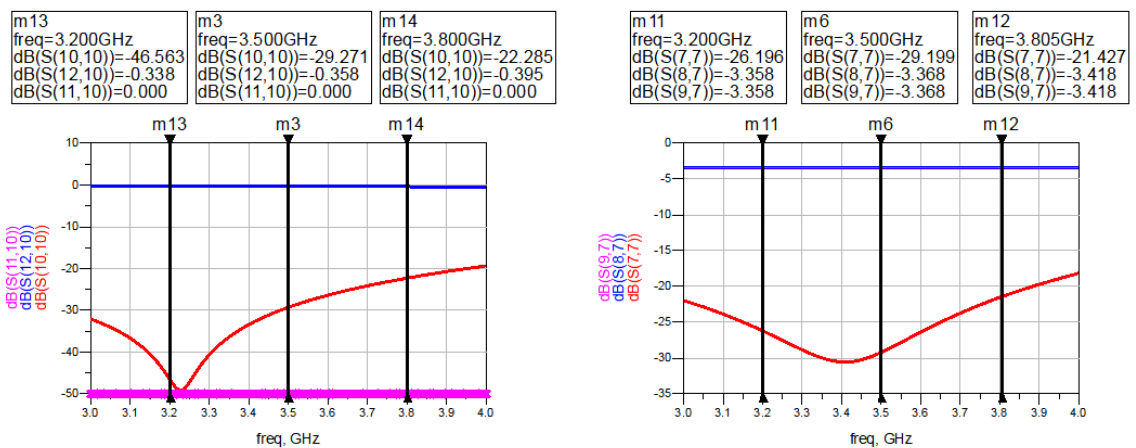 m13
freq=3.200GHz
dB(S(10,10))=-46.563
dB(S(12,10))=-0.338
dB(S(11,10))=0.000
m3
freq=3.500GHz
dB(S(10,10))=-29.271
dB(S(12,10))=-0.358
dB(S(11,10))=0.000
m14
freq=3.800GHz
dB(S(10,10))=-22.285
dB(S(12,10))=-0.395
dB(S(11,10))=0.000
m13 m3 m14
10
0
-10
-20
-30
-40
-50
dB(S(11,10))
dB(S(12,10))
dB(S(10,10))
3.0 3.1 3.2 3.3 3.4 3.5 3.6 3.7 3.8 3.9 4.0
freq, GHz
m11
freq=3.200GHz
dB(S(7,7))=-26.196
dB(S(8,7))=-3.358
dB(S(9,7))=-3.358
m6
freq=3.500GHz
dB(S(7,7))=-29.199
dB(S(8,7))=-3.368
dB(S(9,7))=-3.368
m12
freq=3.805GHz
dB(S(7,7))=-21.427
dB(S(8,7))=-3.418
dB(S(9,7))=-3.418
m11 m6 m12
0
-5
-10
-15
-20
-25
-30
-35
dB(S(9,7))
dB(S(8,7))
dB(S(7,7))
3.0 3.1 3.2 3.3 3.4 3.5 3.6 3.7 3.8 3.9 4.0
freq, GHz